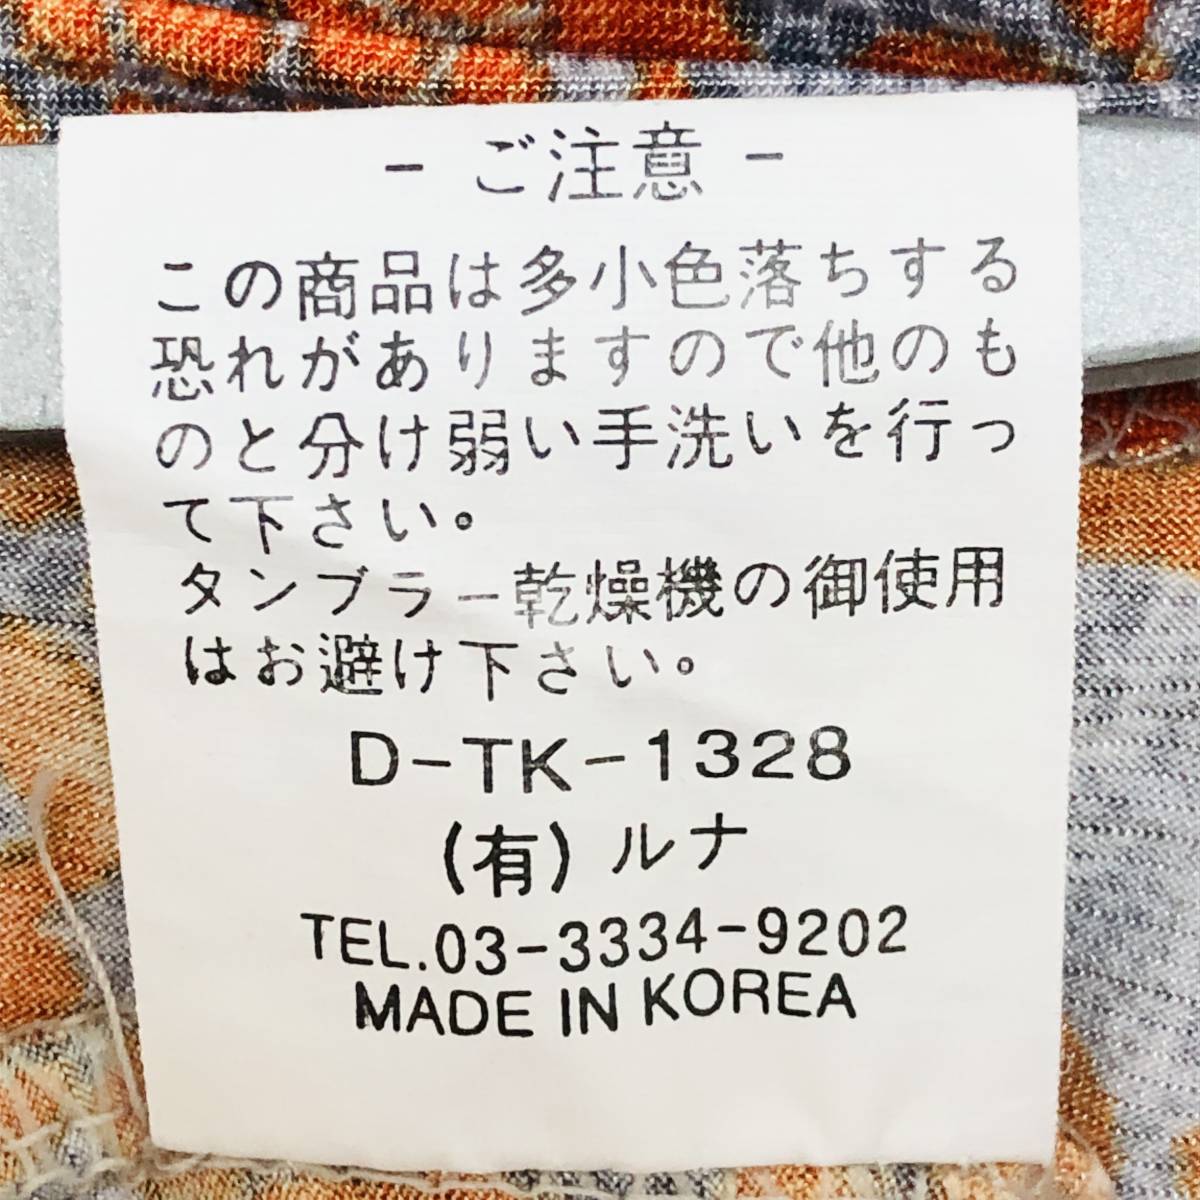 - ご注意 -
この商品は多小色落ちする
恐れがありますので他のも
のと分け弱い手洗いを行っ
て下さい。
タンブラー乾燥機の御使用
はお避け下さい。
D-TK-1328
(有)ルナ
TEL.03-3334-9202
MADE IN KOREA